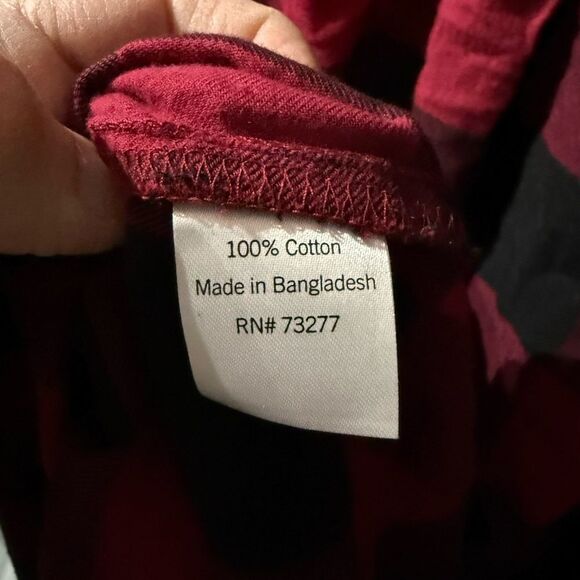 100% Cotton
Made in Bangladesh
RN# 73277